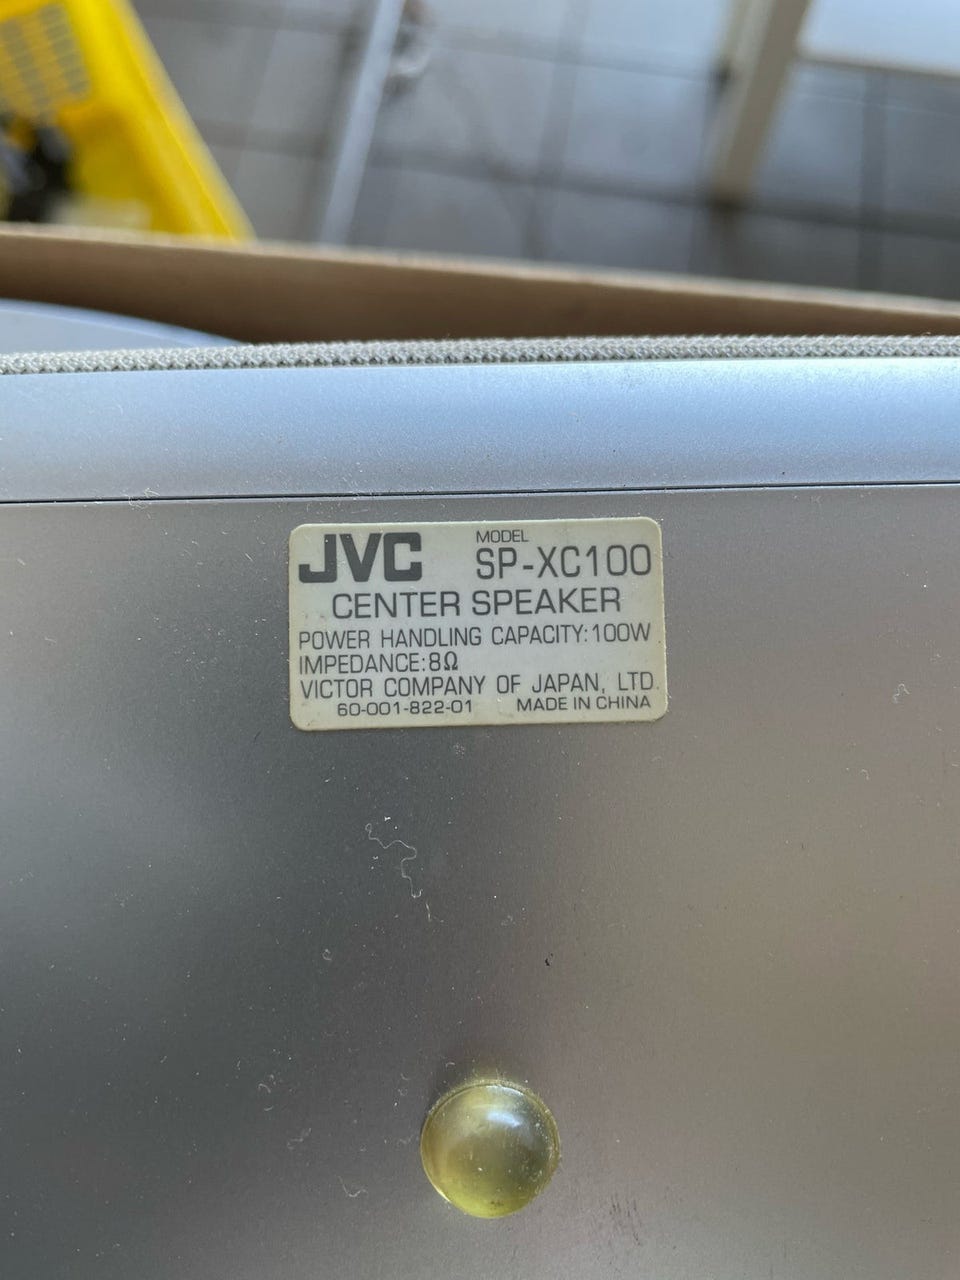 JVC MODEL SP-XC100
CENTER SPEAKER
POWER HANDLING CAPACITY:100W
IMPEDANCE:8Ω
VICTOR COMPANY OF JAPAN, LTD.
60-001-822-01 MADE IN CHINA